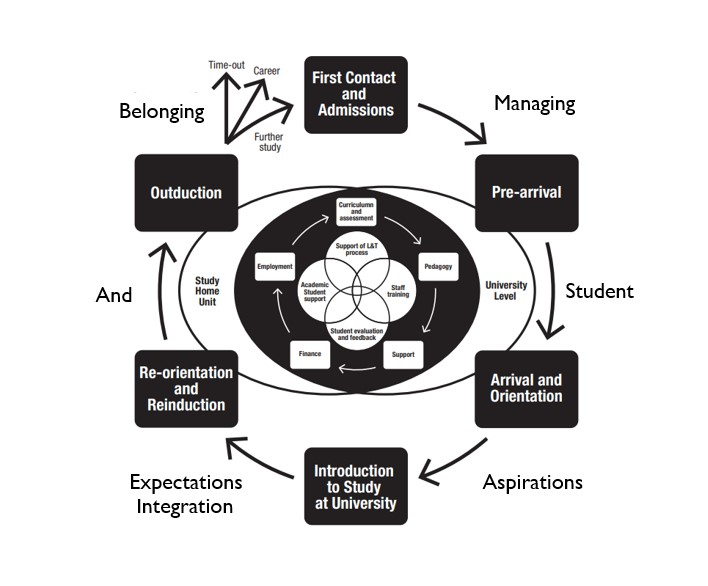 Time-out
Career
Further
study
First Contact
and
Admissions
Managing
Belonging
Outduction
Pre-arrival
Curriculumn
and
assessment
Support of L&T
process
Employment
Pedagogy
Academic
Student
support
Staff
training
Study
Home
Unit
University
Level
And
Student
Student evaluation
and feedback
Finance
Support
Re-orientation
and
Reinduction
Arrival and
Orientation
Introduction
to Study
at University
Expectations
Integration
Aspirations